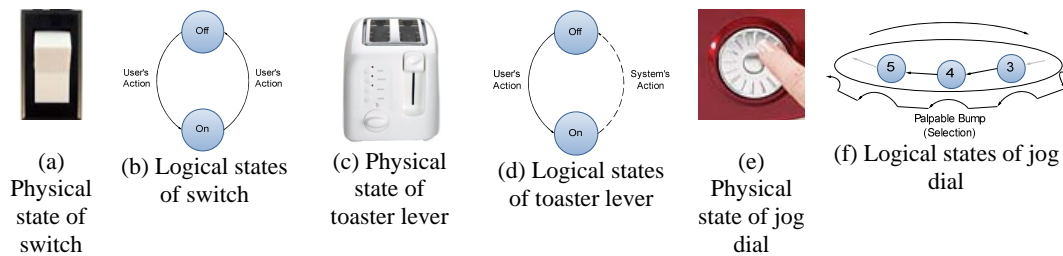 Off
User's
Action
User's
Action
On
Off
User's
Action
System's
Action
On
5
4
3
Palpable Bump
(Selection)
(a)
Physical
state of
switch
(b) Logical states
of switch
(c) Physical
state of
toaster lever
(d) Logical states
of toaster lever
(e)
Physical
state of jog
dial
(f) Logical states of jog
dial